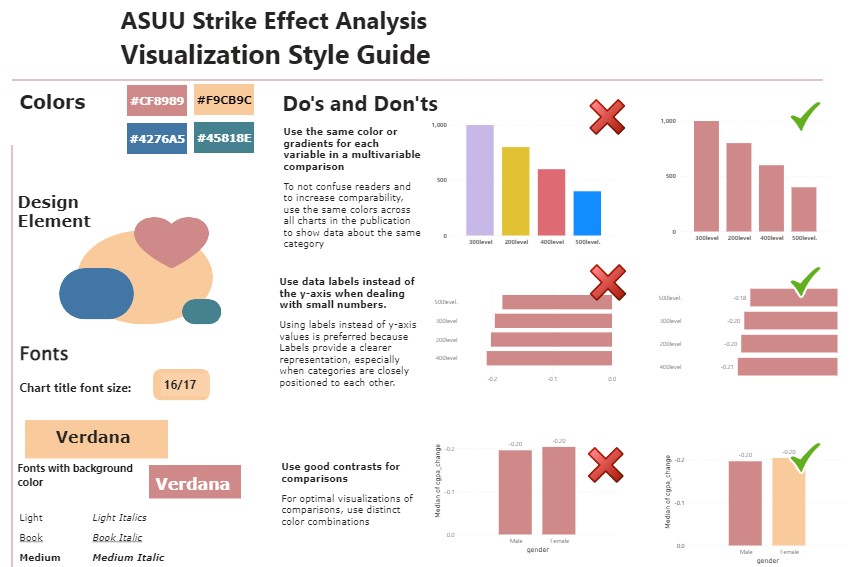 ASUU Strike Effect Analysis
Visualization Style Guide
Colors
#CF8989
#F9CB9C
#4276A5
#45818E
Design
Element
Fonts
Chart title font size:
16/17
Verdana
Fonts with background
color
Verdana
Light
Light Italics
Book
Book Italic
Medium
Medium Italic
Do's and Don'ts
Use the same color or
gradients for each
variable in a multivariable
comparison
To not confuse readers and
to increase comparability,
use the same colors across
all charts in the publication
to show data about the same
category
1,000
500
0
300level
200level
400level
500level.
1,000
500
0
300level
200level
400level
500level.
Use data labels instead of
the y-axis when dealing
with small numbers.
Using labels instead of y-axis
values is preferred because
Labels provide a clearer
representation, especially
when categories are closely
positioned to each other.
500level.
300level
200level
400level
-0.2
-0.1
0.0
500level.
-0.18
300level
-0.20
200level
-0.20
400level
-0.21
Use good contrasts for
comparisons
For optimal visualizations of
comparisons, use distinct
color combinations
Median of cgpa_change
-0.2
-0.1
0.0
-0.20
-0.20
Male
Female
gender
Median of cgpa_change
-0.2
-0.1
0.0
-0.20
-0.20
Male
Female
gender